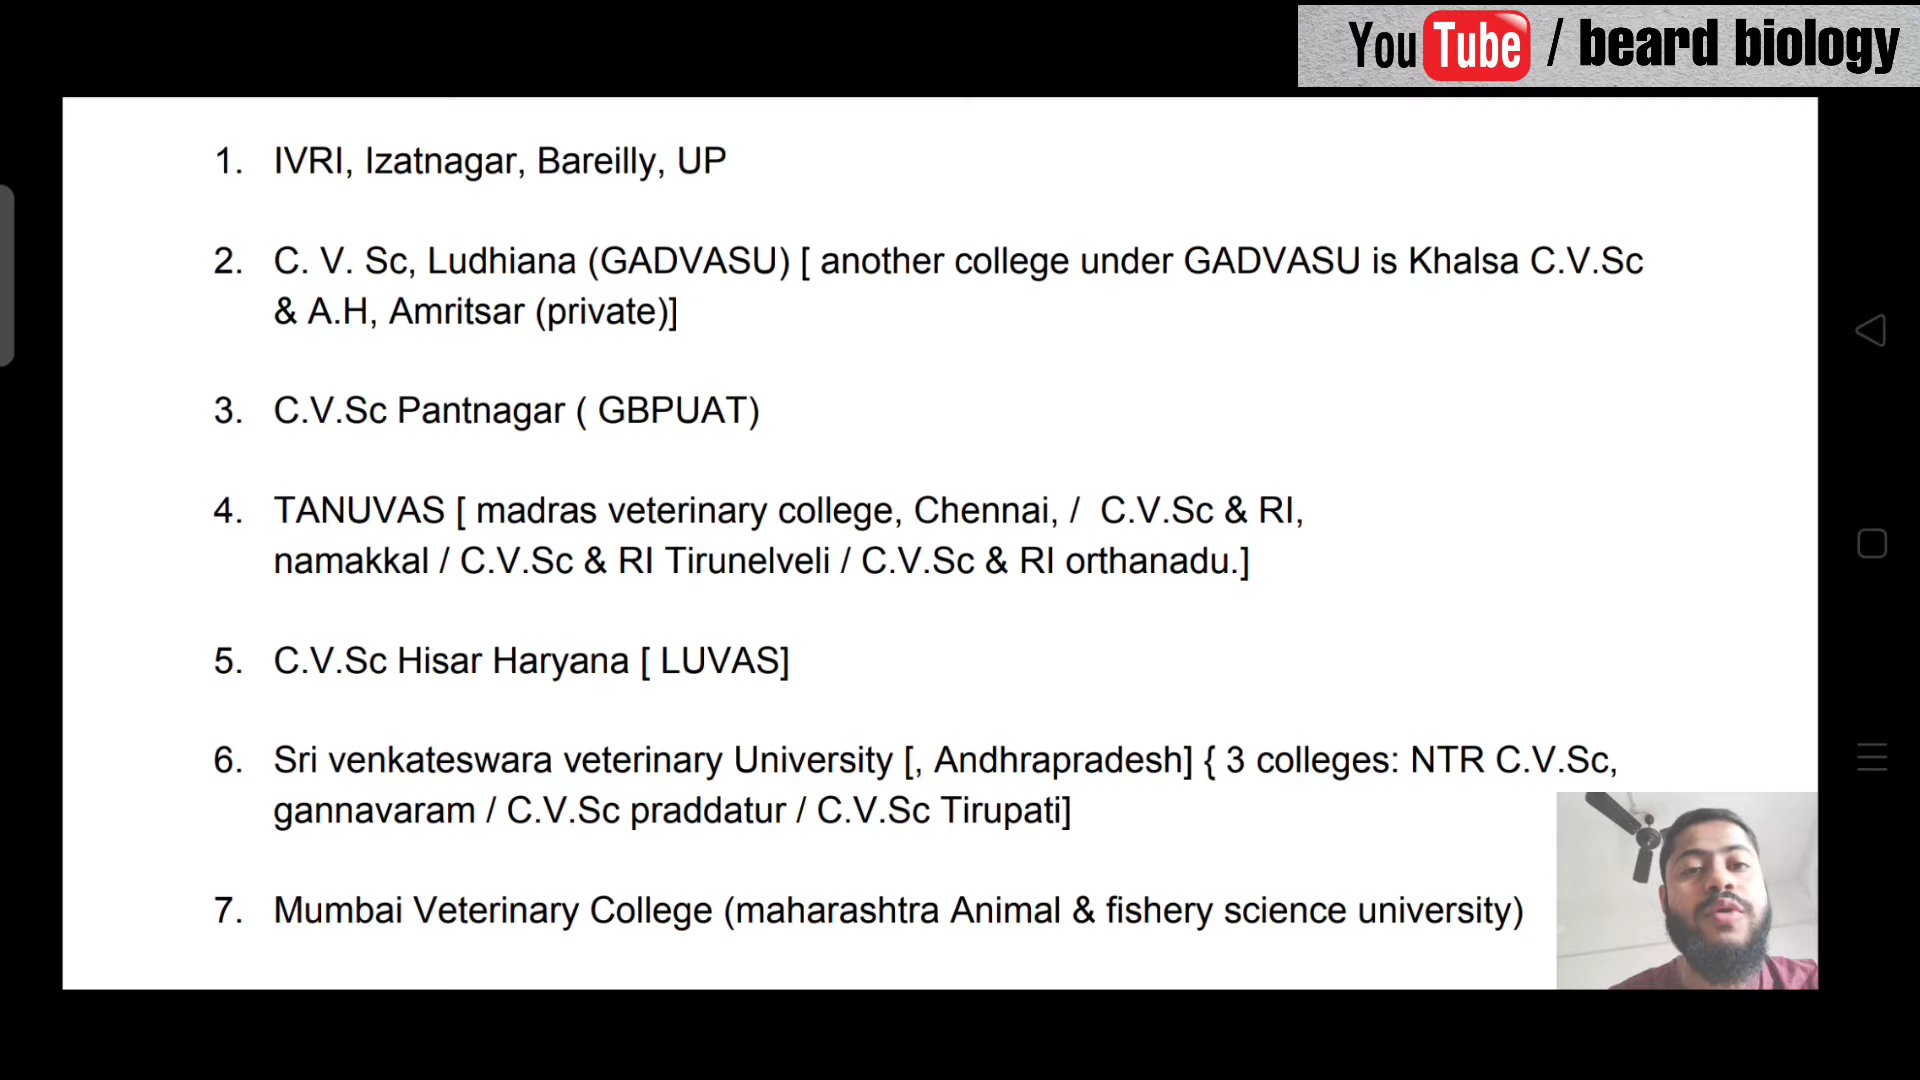 YouTube / beard biology
1. IVRI, Izatnagar, Bareilly, UP
2. C. V. Sc, Ludhiana (GADVASU) [ another college under GADVASU is Khalsa C.V.Sc
& A.H, Amritsar (private)]
3. C.V.Sc Pantnagar ( GBPUAT)
4. TANUVAS [ madras veterinary college, Chennai, / C.V.Sc & RI,
namakkal / C.V.Sc & RI Tirunelveli / C.V.Sc & RI orthanadu.]
5. C.V.Sc Hisar Haryana [ LUVAS]
6. Sri venkateswara veterinary University [, Andhrapradesh] { 3 colleges: NTR C.V.Sc,
gannavaram / C.V.Sc praddatur / C.V.Sc Tirupati]
7. Mumbai Veterinary College (maharashtra Animal & fishery science university)